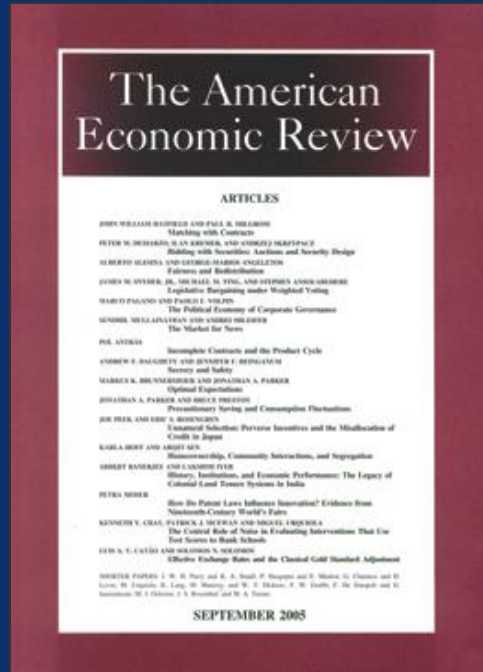 The American
Economic Review
ARTICLES
JOHN WILLIAM HATFIELD AND PAUL R. MILGROM
Matching with Contracts
PETER M. DEMARZO, ILAN KREMER, AND ANDRZEJ SKRZYPACZ
Bidding with Securities: Auctions and Security Design
ALBERTO ALESINA AND GEORGE-MARIOS ANGELETOS
Fairness and Redistribution
JAMES M. SNYDER, JR., MICHAEL M. TING, AND STEPHEN ANSOLABEHERE
Legislative Bargaining under Weighted Voting
MARCO PAGANO AND PAOLO F. VOLPIN
The Political Economy of Corporate Governance
SENDHIL MULLAINATHAN AND ANDREI SHLEIFER
The Market for News
POL ANTRÀS
Incomplete Contracts and the Product Cycle
ANDREW F. DAUGHETY AND JENNIFER F. REINGANUM
Secrecy and Safety
MARKUS K. BRUNNERMEIER AND JONATHAN A. PARKER
Optimal Expectations
JONATHAN A. PARKER AND BRUCE PRESTON
Precautionary Saving and Consumption Fluctuations
JOE PEEK AND ERIC S. ROSENGREN
Unnatural Selection: Perverse Incentives and the Misallocation of
Credit in Japan
KARLA HOFF AND ARIJIT SEN
Homeownership, Community Interactions, and Segregation
ABHIJIT BANERJEE AND LAKSHMI IYER
History, Institutions, and Economic Performance: The Legacy of
Colonial Land Tenure Systems in India
PETRA MOSER
How Do Patent Laws Influence Innovation? Evidence from
Nineteenth-Century World's Fairs
KENNETH Y. CHAY, PATRICK J. MCEWAN AND MIGUEL URQUIOLA
The Central Role of Noise in Evaluating Interventions That Use
Test Scores to Rank Schools
LUIS A. V. CATÃO AND SOLOMOS N. SOLOMOU
Effective Exchange Rates and the Classical Gold Standard Adjustment
SHORTER PAPERS: I. W. H. Parry and K. A. Small;
SEPTEMBER 2005